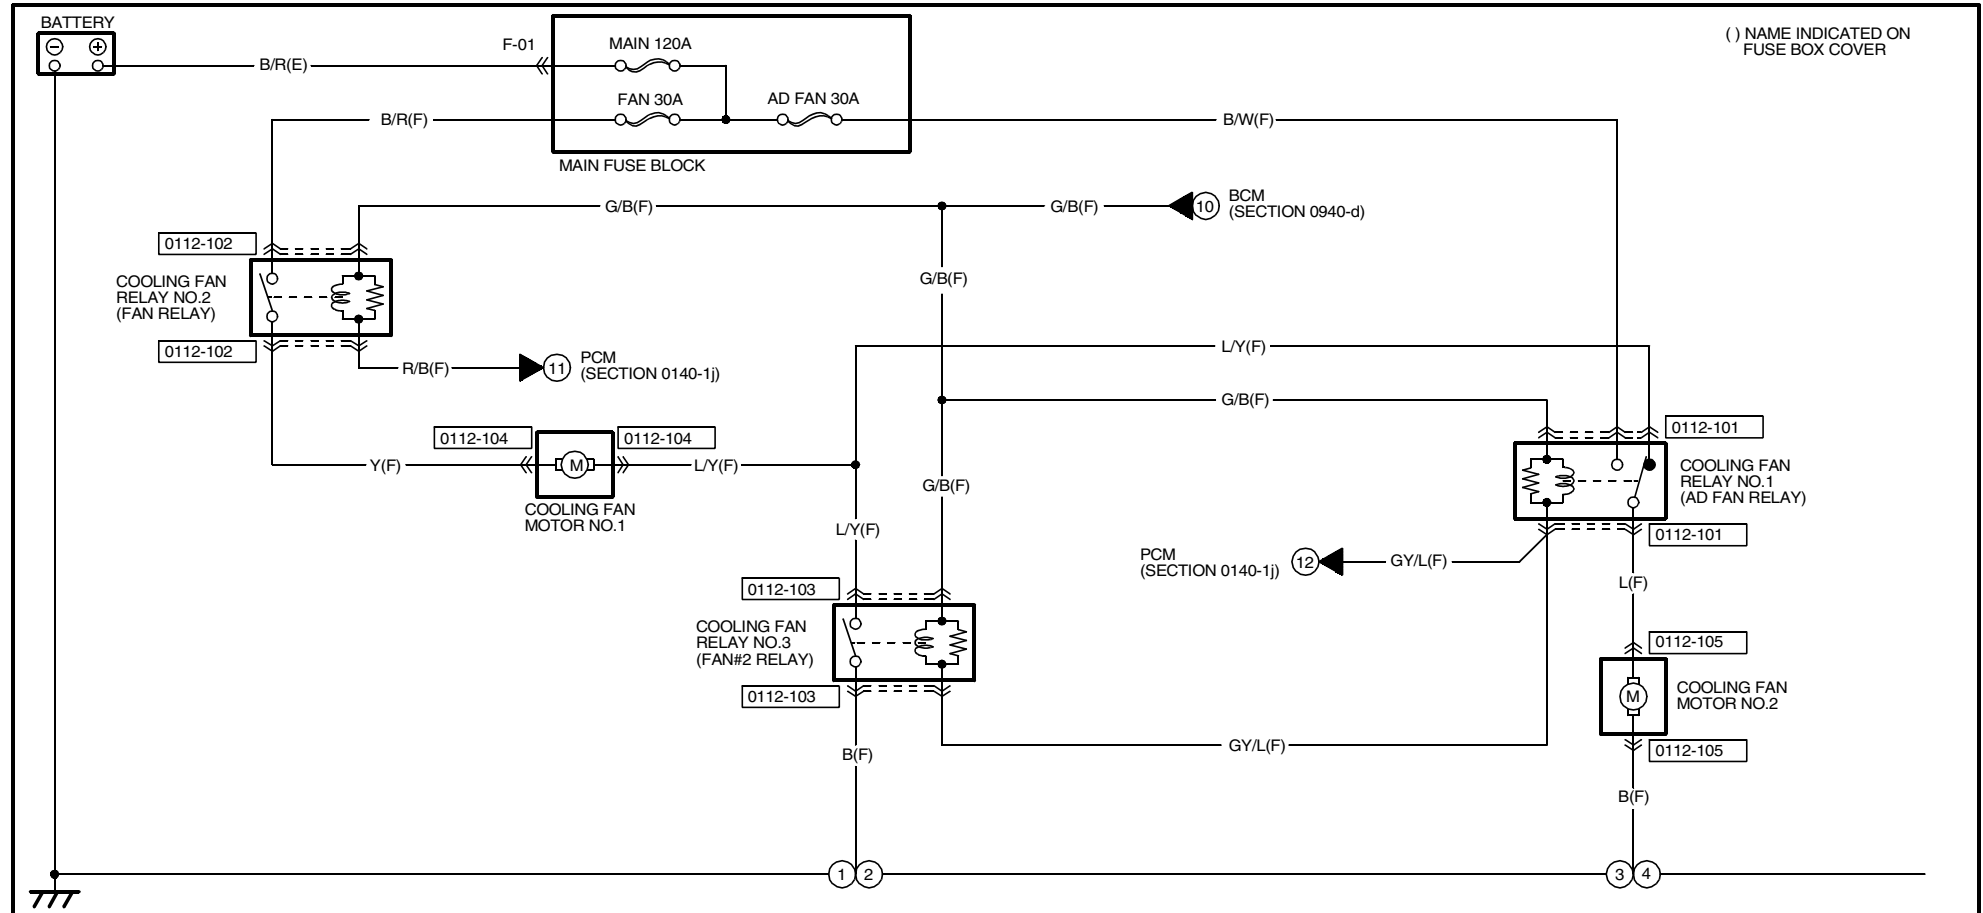 BATTERY
F-01
MAIN 120A
( ) NAME INDICATED ON
FUSE BOX COVER
B/R(E)
FAN 30A
AD FAN 30A
B/R(F)
B/W(F)
MAIN FUSE BLOCK
G/B(F)
G/B(F)
10
BCM
(SECTION 0940-d)
0112-102
G/B(F)
COOLING FAN
RELAY NO.2
(FAN RELAY)
0112-102
L/Y(F)
R/B(F)
11
PCM
(SECTION 0140-1j)
G/B(F)
0112-101
0112-104
0112-104
Y(F)
M
L/Y(F)
COOLING FAN
RELAY NO.1
(AD FAN RELAY)
G/B(F)
COOLING FAN
MOTOR NO.1
L/Y(F)
0112-101
PCM
(SECTION 0140-1j)
12
GY/L(F)
L(F)
0112-103
COOLING FAN
RELAY NO.3
(FAN#2 RELAY)
0112-105
0112-103
M
COOLING FAN
MOTOR NO.2
GY/L(F)
0112-105
B(F)
B(F)
1
2
3
4